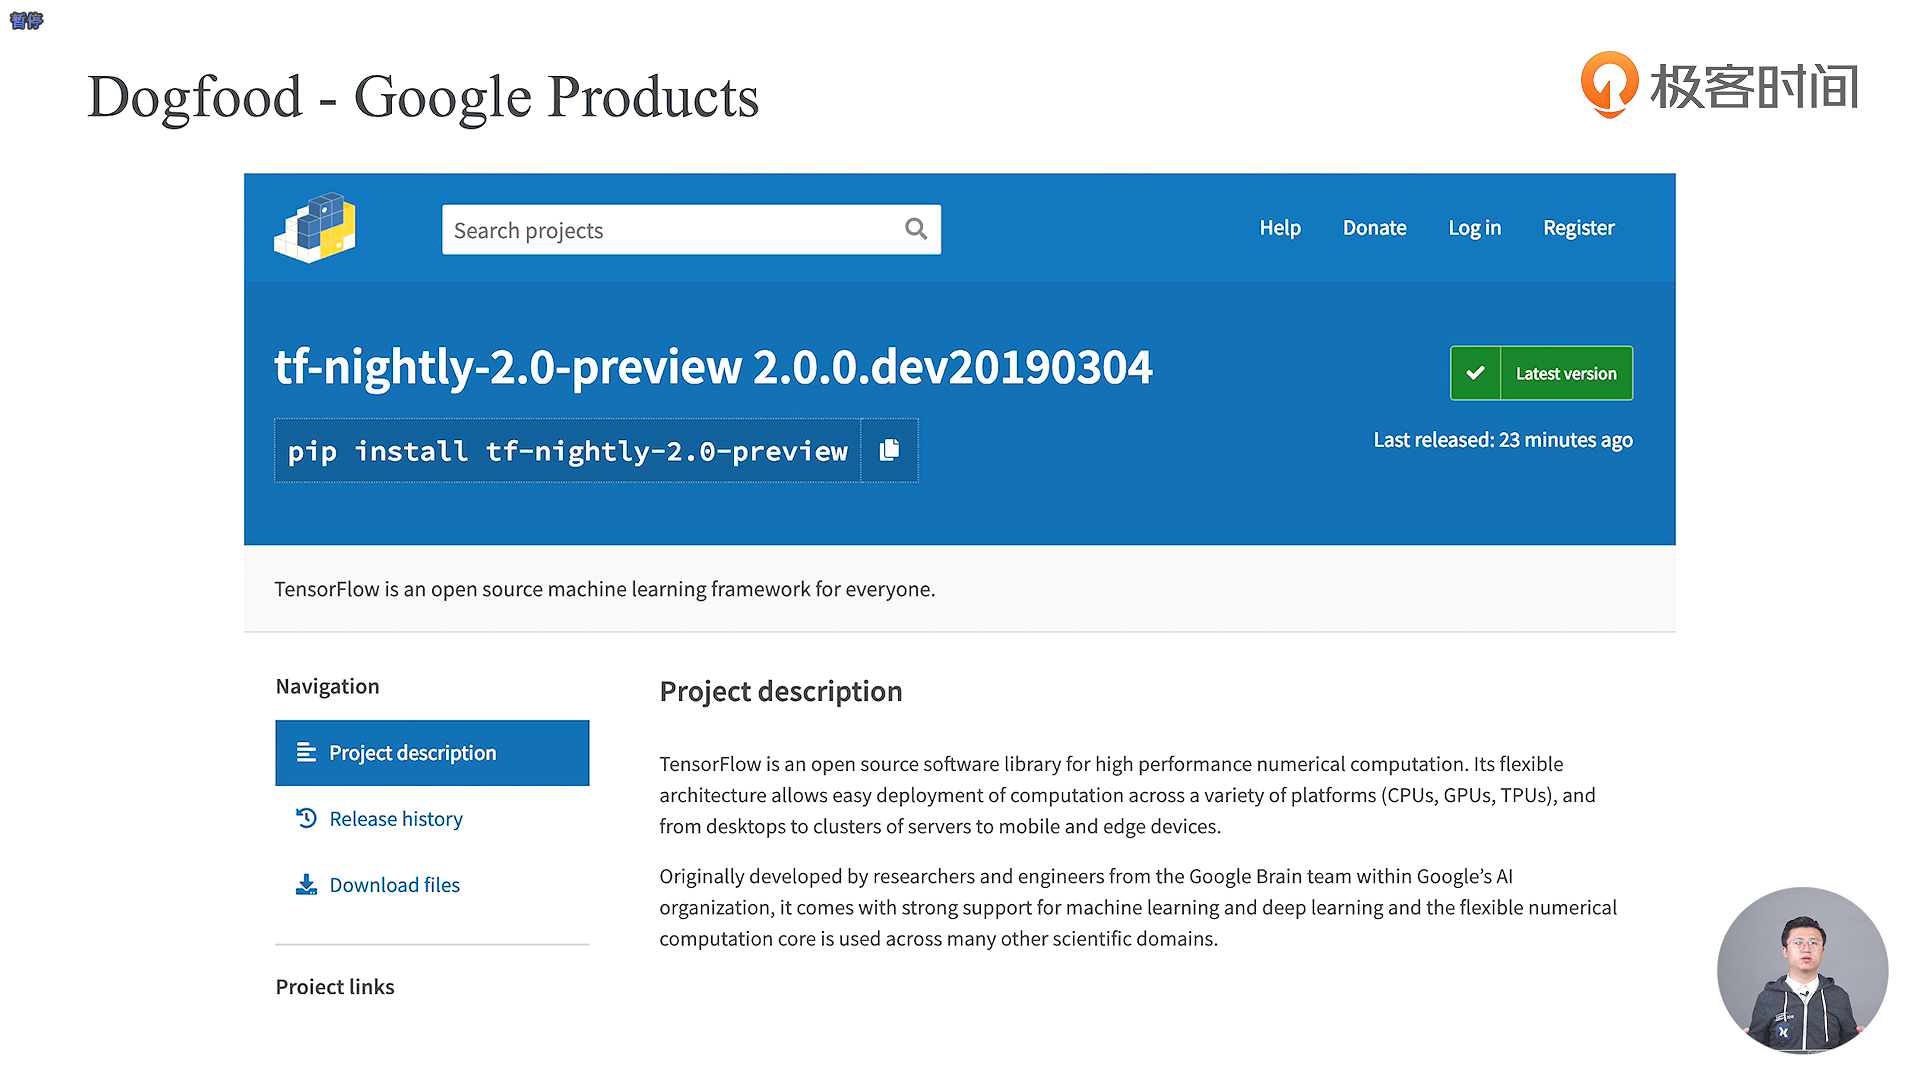 暂停
Dogfood - Google Products
极客时间
Search projects
Help
Donate
Log in
Register
tf-nightly-2.0-preview 2.0.0.dev20190304
Latest version
pip install tf-nightly-2.0-preview
Last released: 23 minutes ago
TensorFlow is an open source machine learning framework for everyone.
Navigation
Project description
Release history
Download files
Project links
Project description
TensorFlow is an open source software library for high performance numerical computation. Its flexible
architecture allows easy deployment of computation across a variety of platforms (CPUs, GPUs, TPUs), and
from desktops to clusters of servers to mobile and edge devices.
Originally developed by researchers and engineers from the Google Brain team within Google's AI
organization, it comes with strong support for machine learning and deep learning and the flexible numerical
computation core is used across many other scientific domains.